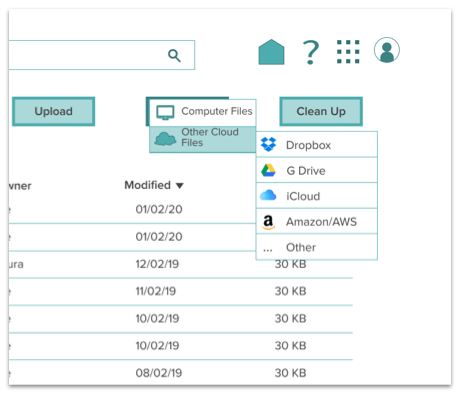 ?
Upload
Computer Files
Clean Up
Other Cloud
Files
Dropbox
G Drive
iCloud
Amazon/AWS
... Other
wner Modified ▼
e 01/02/20
e 01/02/20
ura 12/02/19 30 KB
e 11/02/19 30 KB
e 10/02/19 30 KB
e 10/02/19 30 KB
e 08/02/19 30 KB